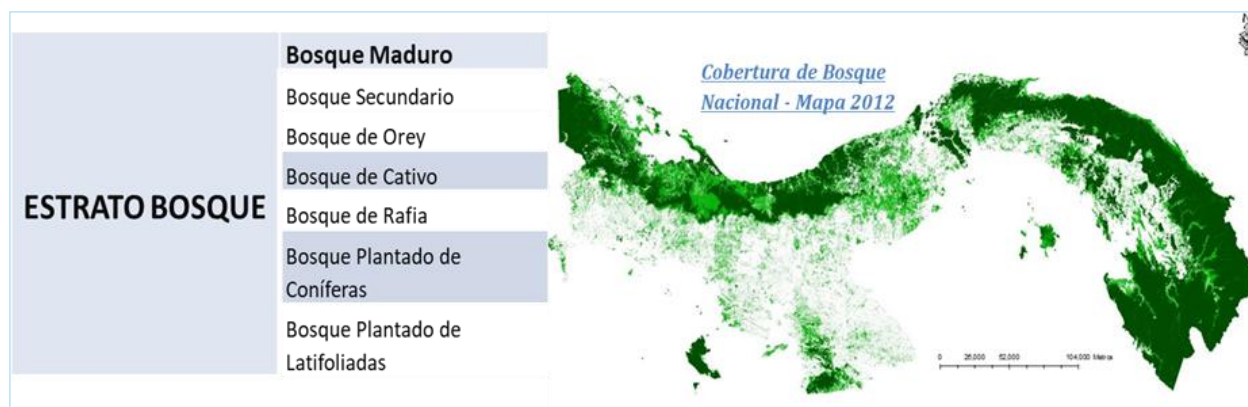 ESTRATO BOSQUE
Bosque Maduro
Bosque Secundario
Bosque de Orey
Bosque de Cativo
Bosque de Rafia
Bosque Plantado de
Coníferas
Bosque Plantado de
Latifoliadas
Cobertura de Bosque
Nacional - Mapa 2012
0 26,000 52,000 104,000 Metros